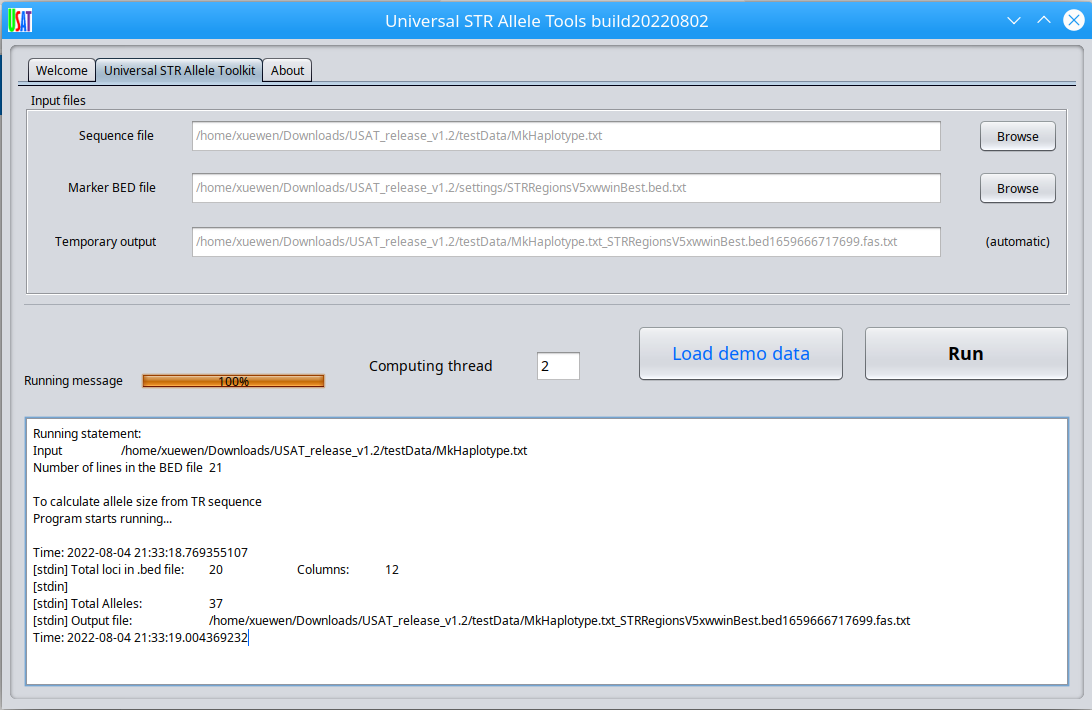 USAT
Universal STR Allele Tools build20220802
Welcome Universal STR Allele Toolkit About
Input files
Sequence file /home/xuewen/Downloads/USAT_release_v1.2/testData/MkHaplotype.txt Browse
Marker BED file /home/xuewen/Downloads/USAT_release_v1.2/settings/STRRegionsV5xwwinBest.bed.txt Browse
Temporary output /home/xuewen/Downloads/USAT_release_v1.2/testData/MkHaplotype.txt_STRRegionsV5xwwinBest.bed1659666717699.fas.txt (automatic)
Running message 100% Computing thread 2 Load demo data Run
Running statement:
Input /home/xuewen/Downloads/USAT_release_v1.2/testData/MkHaplotype.txt
Number of lines in the BED file 21
To calculate allele size from TR sequence
Program starts running...
Time: 2022-08-04 21:33:18.769355107
[stdin] Total loci in .bed file: 20 Columns: 12
[stdin]
[stdin] Total Alleles: 37
[stdin] Output file: /home/xuewen/Downloads/USAT_release_v1.2/testData/MkHaplotype.txt_STRRegionsV5xwwinBest.bed1659666717699.fas.txt
Time: 2022-08-04 21:33:19.004369232